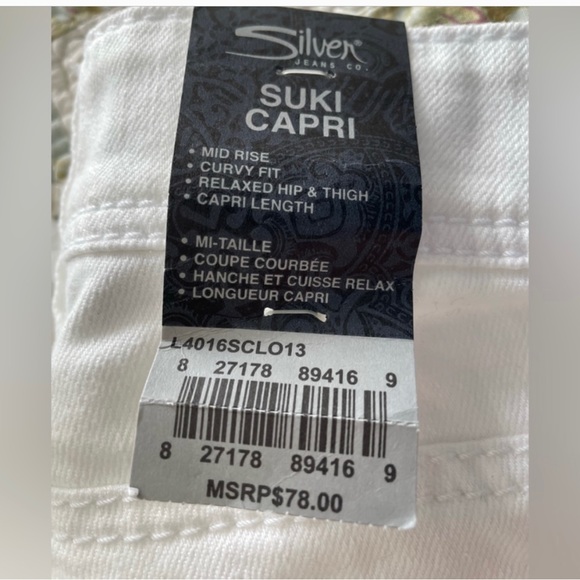 Silver®
JEANS CO.
SUKI
CAPRI
• MID RISE
• CURVY FIT
• RELAXED HIP & THIGH
• CAPRI LENGTH
• MI-TAILLE
• COUPE COURBÉE
• HANCHE ET CUISSE RELAX
• LONGUEUR CAPRI
L4016SCLO13
8 27178 89416 9
8 27178 89416 9
MSRP$78.00